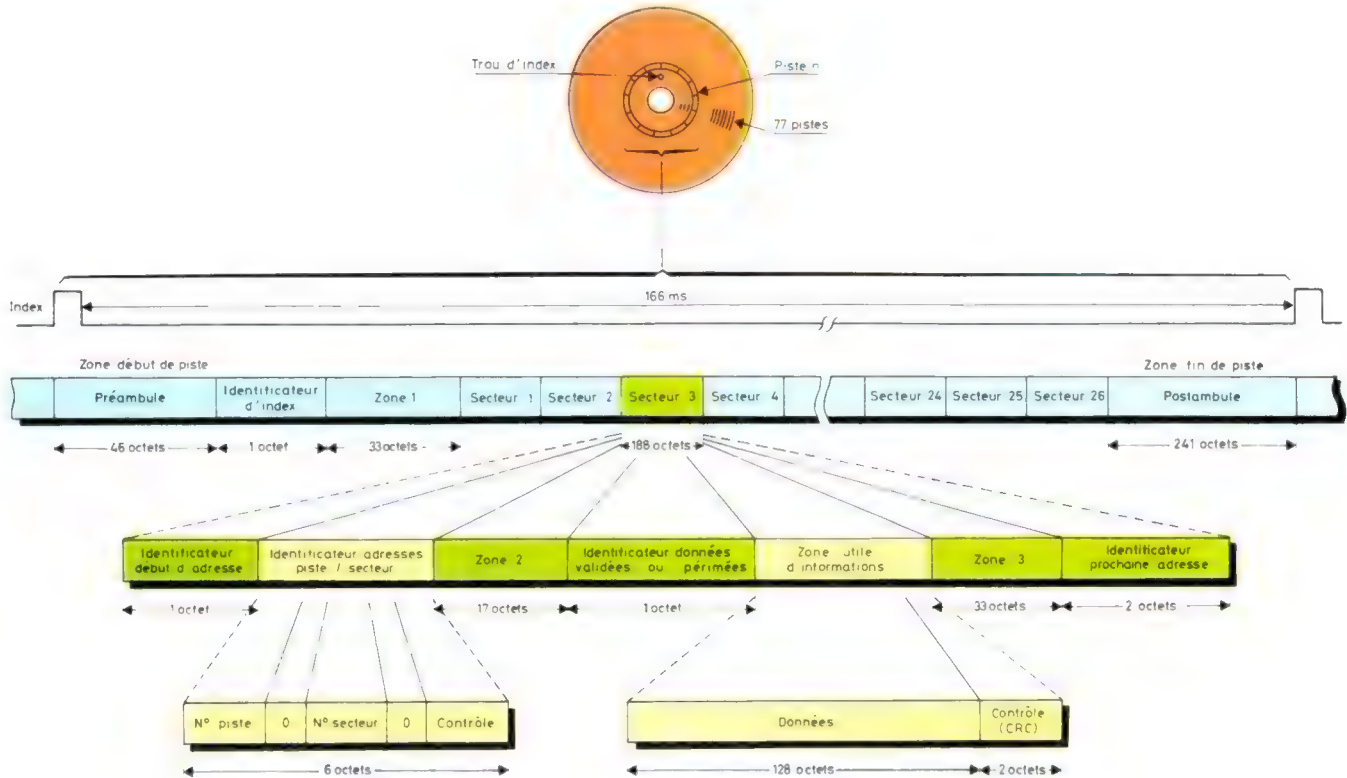 Trou d'index
Piste n
77 pistes
Index
166 ms
Zone début de piste
Zone fin de piste
Préambule
Identificateur
d'index
Zone 1
Secteur 1
Secteur 2
Secteur 3
Secteur 4
Secteur 24
Secteur 25
Secteur 26
Postambule
46 octets
1 octet
33 octets
188 octets
241 octets
Identificateur
debut d adresse
Identificateur adresses
piste / secteur
Zone 2
Identificateur données
validées ou périmées
Zone utile
d informations
Zone 3
Identificateur
prochaine adresse
1 octet
17 octets
1 octet
33 octets
2 octets
N° piste
0
N° secteur
0
Contrôle
Données
Contrôle
(CRC)
6 octets
128 octets
2 octets